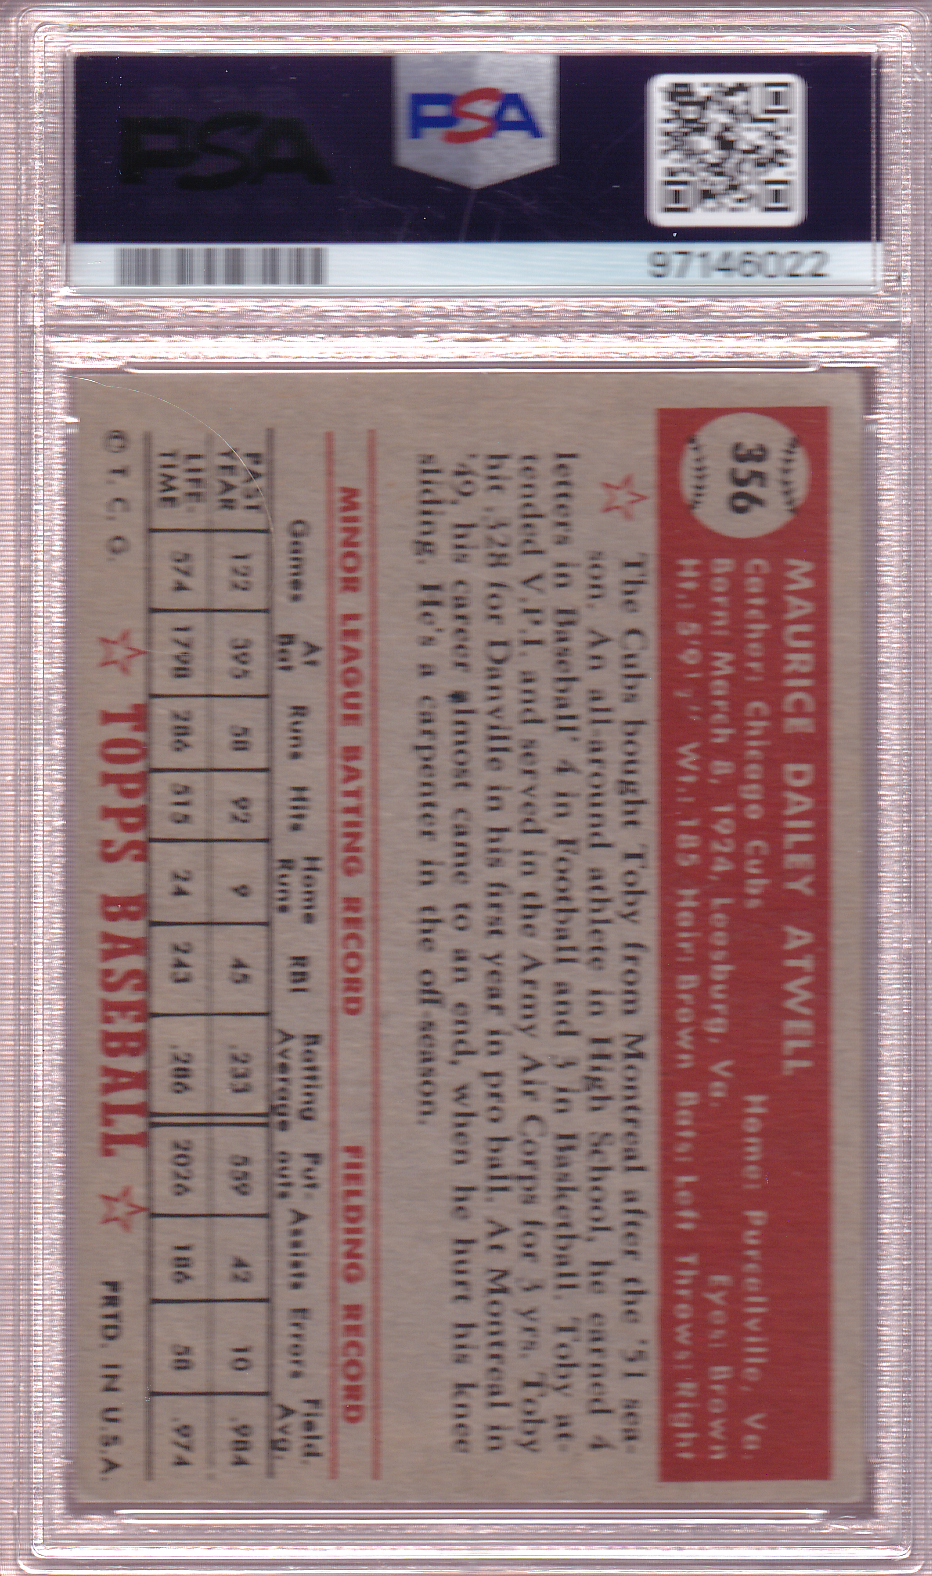 PSA
PSA
97146022
356
MAURICE DAILEY ATWELL
Catcher: Chicago Cubs Home: Purcellville, Va.
Born: March 8, 1924, Leesburg, Va. Eyes: Brown
Ht.: 5'9½" Wt.: 185 Hair: Brown Bats: Left Throws: Right
The Cubs bought Toby from Montreal after the '51 sea-
son. An all-around athlete in High School, he earned 4
letters in Baseball, 4 in Football and 3 in Basketball. Toby at-
tended V.P.I. and served in the Army Air Corps for 3 yrs. Toby
hit .328 for Danville in his first year in pro ball. At Montreal in
'49, his career almost came to an end, when he hurt his knee
sliding. He's a carpenter in the off-season.
MINOR LEAGUE BATTING RECORD FIELDING RECORD
Games At Bat Runs Hits Home Runs RBI Batting Average Put-outs Assists Errors Field. Avg.
PAST YEAR 122 395 58 92 9 45 .233 559 42 10 .984
LIFE TIME 574 1798 286 515 24 243 .286 2026 186 58 .974
© T. C. G. ☆ TOPPS BASEBALL ☆ PRTD. IN U.S.A.